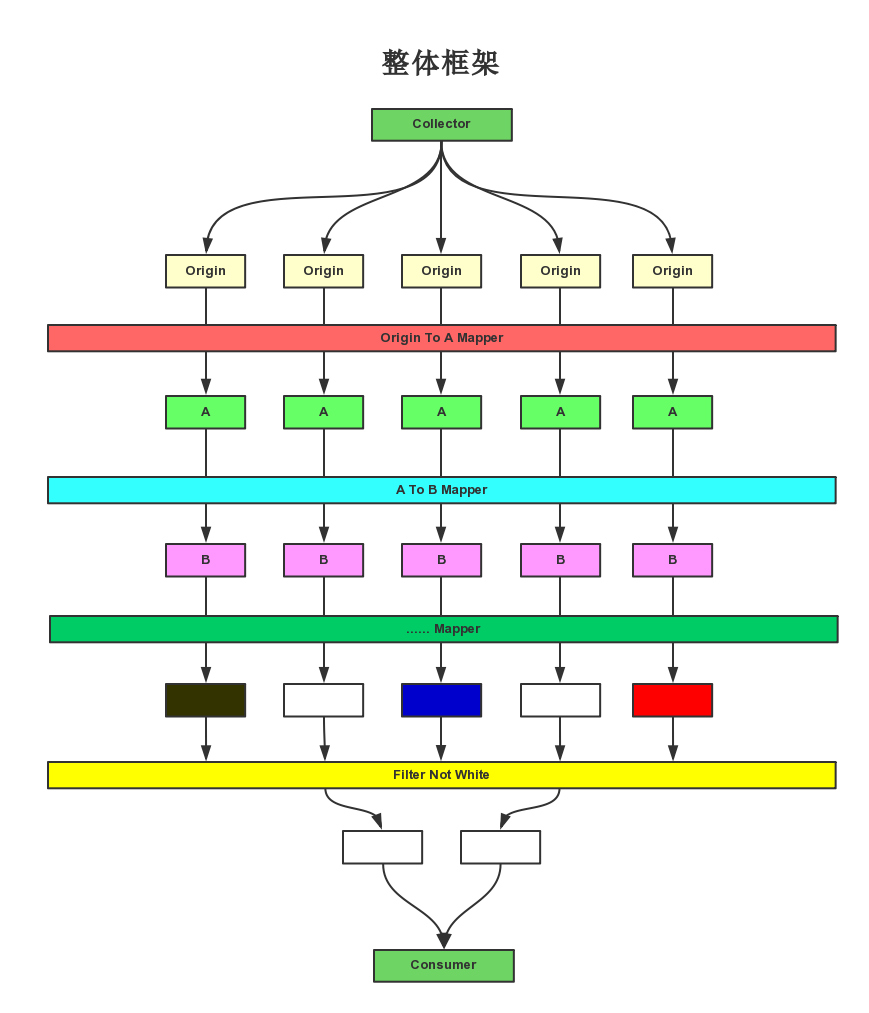 整体框架
Collector
Origin Origin Origin Origin Origin
Origin To A Mapper
A A A A A
A To B Mapper
B B B B B
...... Mapper
Filter Not White
Consumer